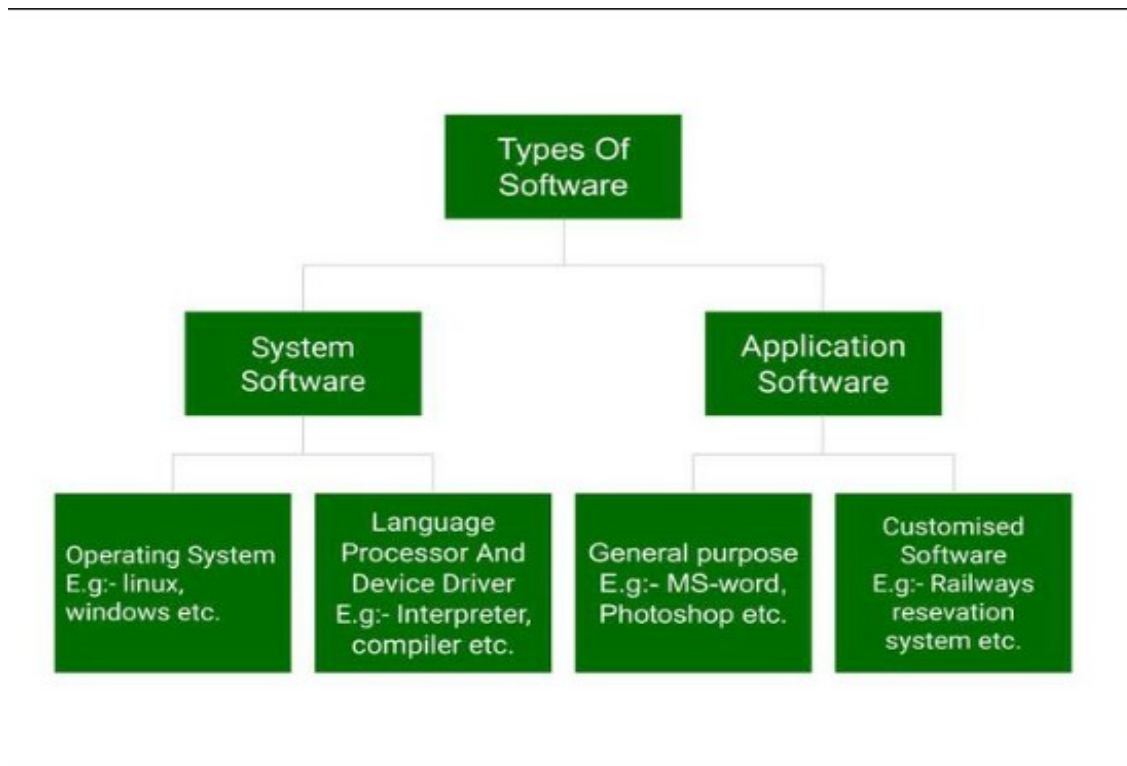 Types Of
Software
System
Software
Application
Software
Operating System
E.g:- linux,
windows etc.
Language
Processor And
Device Driver
E.g:- Interpreter,
compiler etc.
General purpose
E.g:- MS-word,
Photoshop etc.
Customised
Software
E.g:- Railways
resevation
system etc.